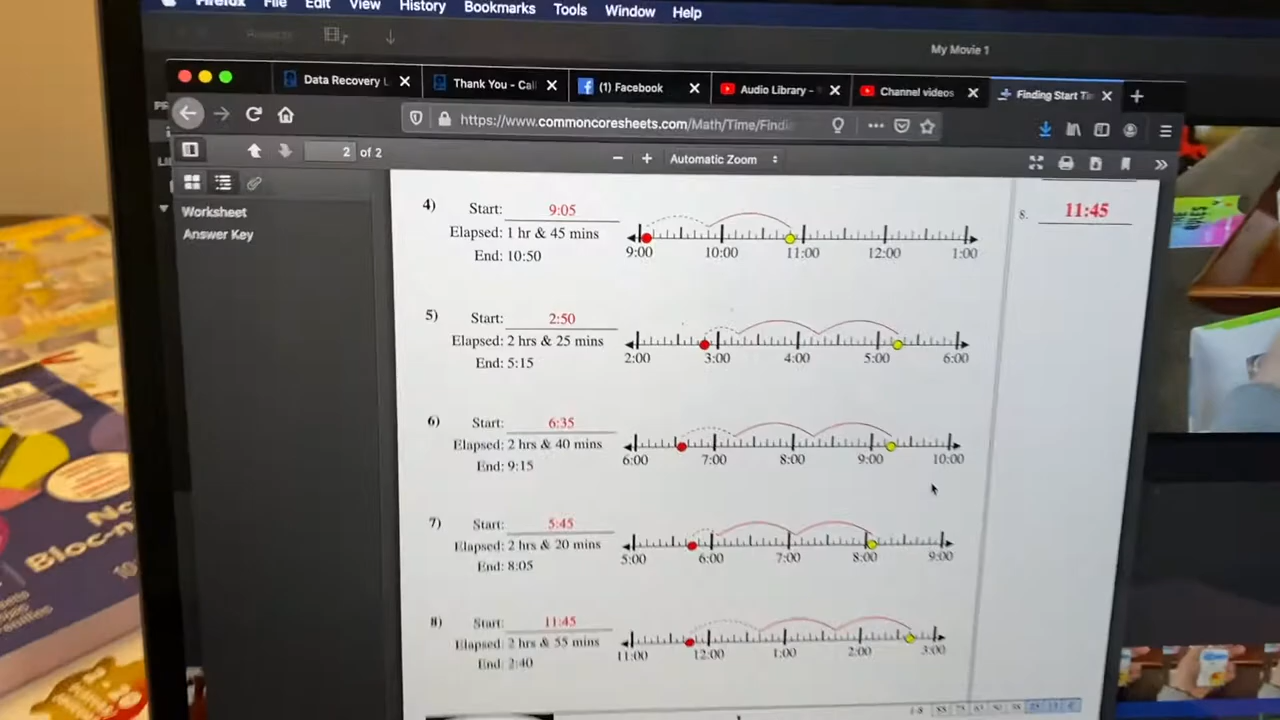 Firefox File Edit View History Bookmarks Tools Window Help
My Movie 1
Data Recovery L
Thank You - Cal
(1) Facebook
Audio Library -
Channel videos
Finding Start Ti
https://www.commoncoresheets.com/Math/Time/Findi
2 of 2
Automatic Zoom
Worksheet
Answer Key
4) Start: 9:05
Elapsed: 1 hr & 45 mins
End: 10:50
9:00 10:00 11:00 12:00 1:00
8. 11:45
5) Start: 2:50
Elapsed: 2 hrs & 25 mins
End: 5:15
2:00 3:00 4:00 5:00 6:00
6) Start: 6:35
Elapsed: 2 hrs & 40 mins
End: 9:15
6:00 7:00 8:00 9:00 10:00
7) Start: 5:45
Elapsed: 2 hrs & 20 mins
End: 8:05
5:00 6:00 7:00 8:00 9:00
8) Start: 11:45
Elapsed: 2 hrs & 55 mins
End: 2:40
11:00 12:00 1:00 2:00 3:00
Bloc-n